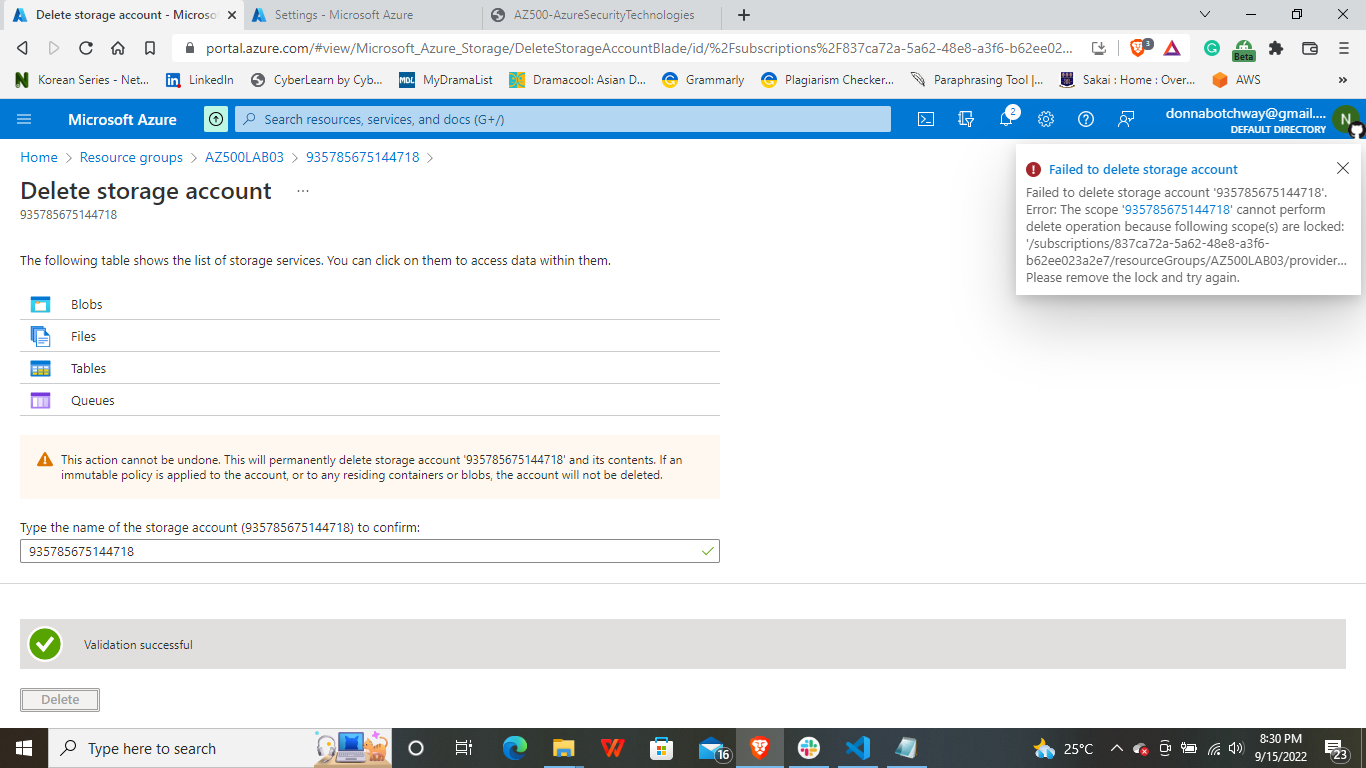 Delete storage account - Microso
Settings - Microsoft Azure
AZ500-AzureSecurityTechnologies
portal.azure.com/#view/Microsoft_Azure_Storage/DeleteStorageAccountBlade/id/%2Fsubscriptions%2F837ca72a-5a62-48e8-a3f6-b62ee02...
3
Beta
Korean Series - Net...
LinkedIn
CyberLearn by Cyb...
MDL
MyDramaList
Dramacool: Asian D...
Grammarly
Plagiarism Checker...
Paraphrasing Tool |...
Sakai : Home : Over...
AWS
»
Microsoft Azure
Search resources, services, and docs (G+/)
2
donnabotchway@gmail....
DEFAULT DIRECTORY
N
Home > Resource groups > AZ500LAB03 > 935785675144718 >
Delete storage account ...
935785675144718
Failed to delete storage account
Failed to delete storage account '935785675144718'.
Error: The scope '935785675144718' cannot perform
delete operation because following scope(s) are locked:
'/subscriptions/837ca72a-5a62-48e8-a3f6-
b62ee023a2e7/resourceGroups/AZ500LAB03/provider...
Please remove the lock and try again.
The following table shows the list of storage services. You can click on them to access data within them.
Blobs
Files
Tables
Queues
This action cannot be undone. This will permanently delete storage account '935785675144718' and its contents. If an
immutable policy is applied to the account, or to any residing containers or blobs, the account will not be deleted.
Type the name of the storage account (935785675144718) to confirm:
935785675144718
Validation successful
Delete
Type here to search
16
25°C
8:30 PM
9/15/2022
23